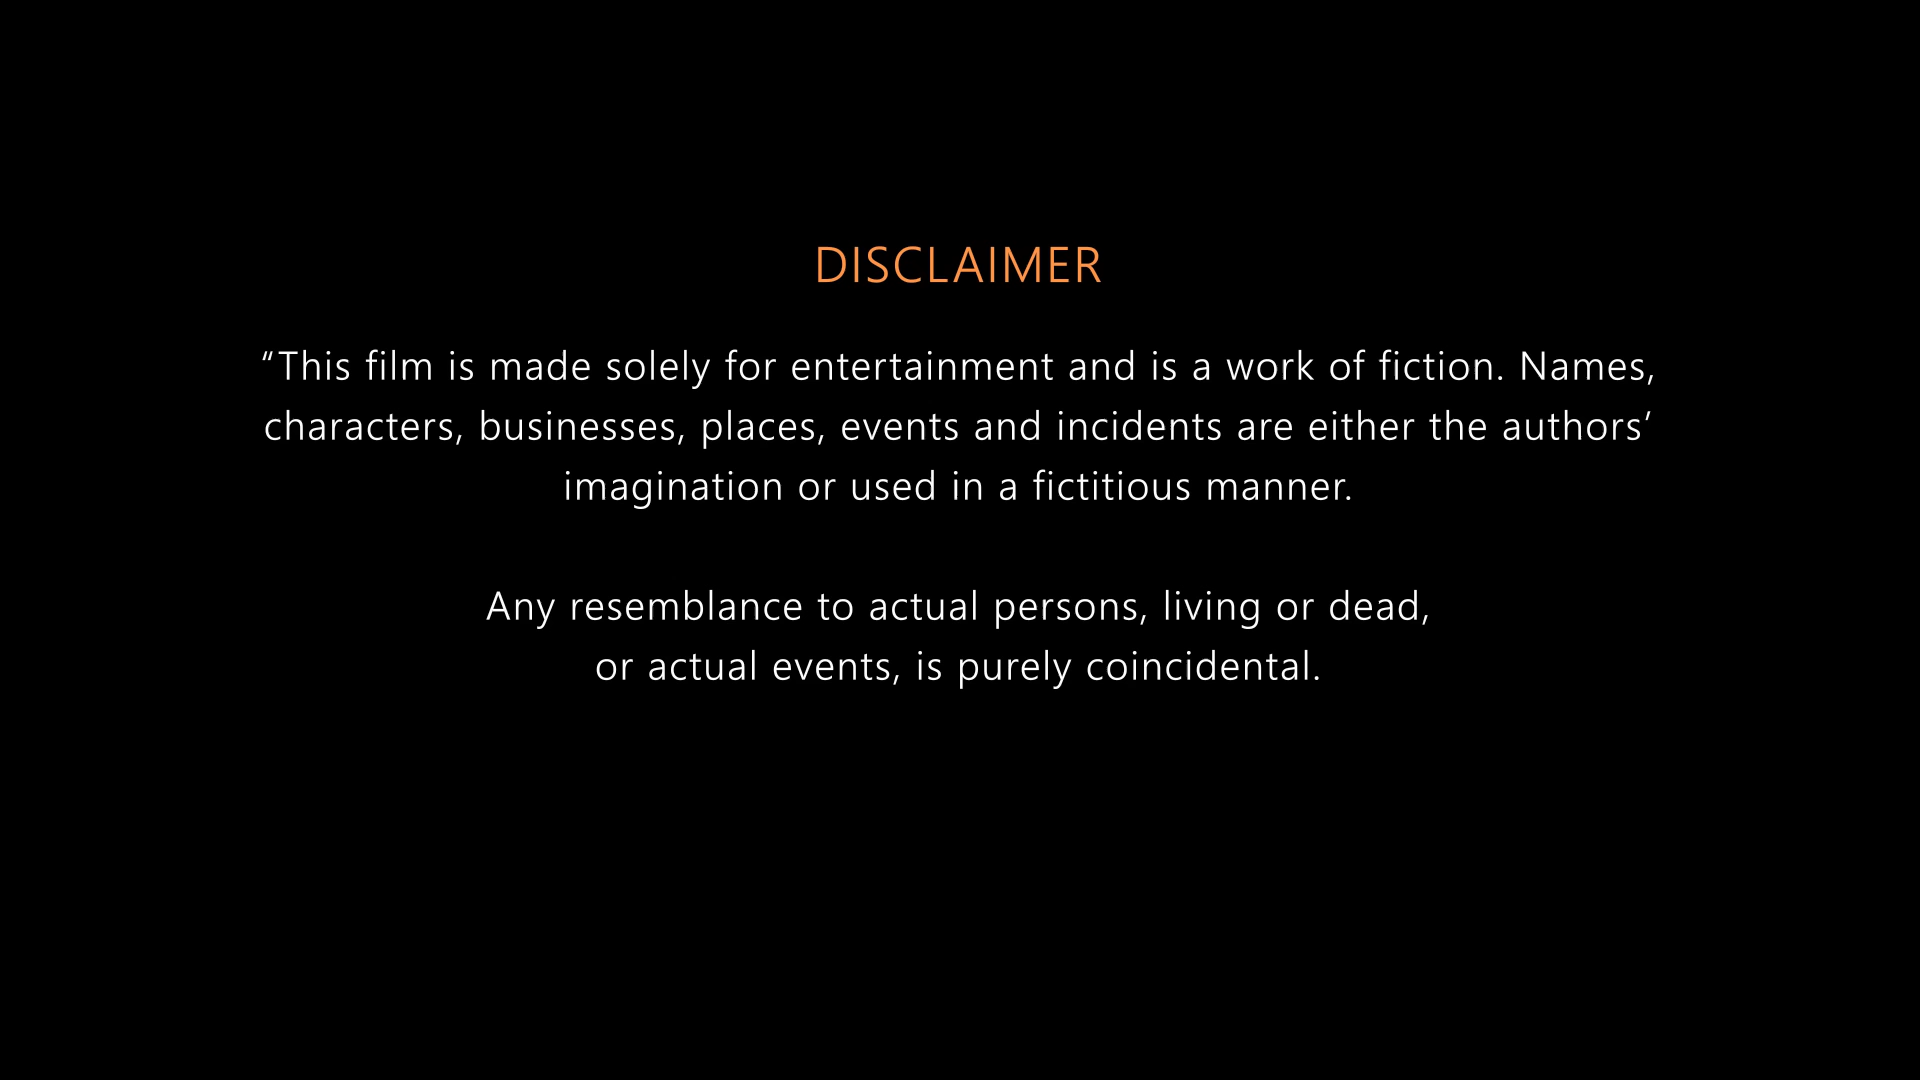 DISCLAIMER
“This film is made solely for entertainment and is a work of fiction. Names,
characters, businesses, places, events and incidents are either the authors’
imagination or used in a fictitious manner.
Any resemblance to actual persons, living or dead,
or actual events, is purely coincidental.